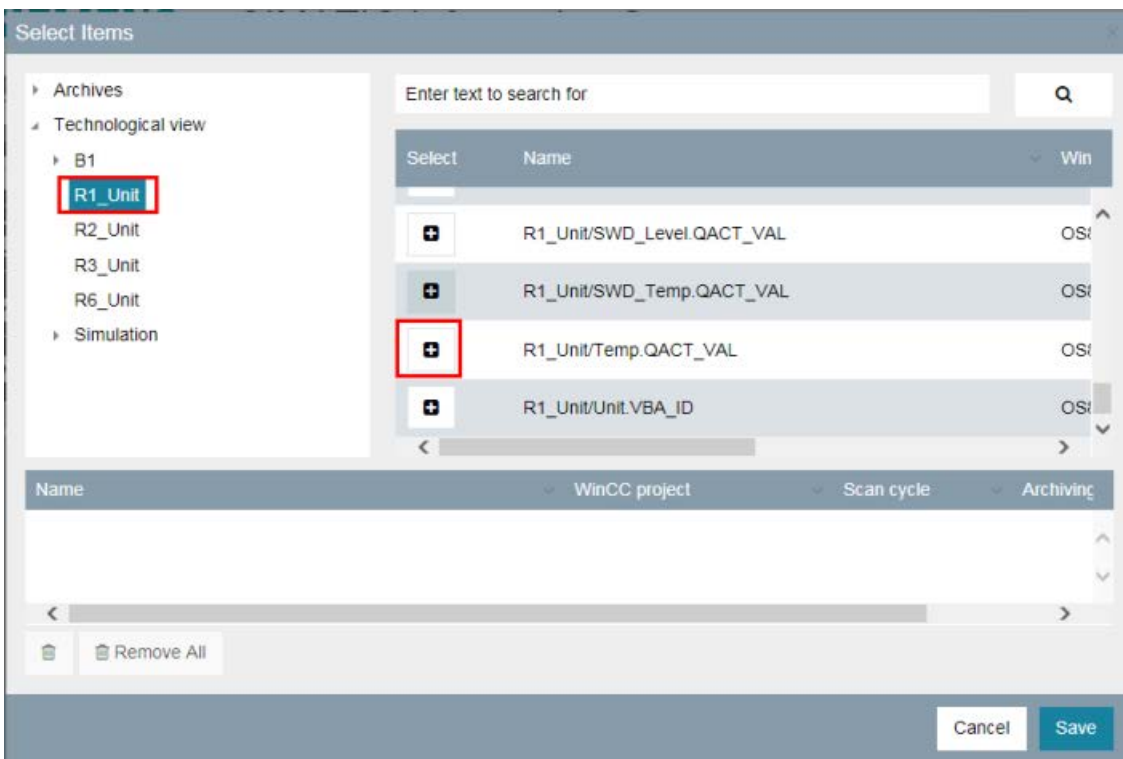 Select Items
Archives
Technological view
B1
R1_Unit
R2_Unit
R3_Unit
R6_Unit
Simulation
Enter text to search for
Select Name Win
R1_Unit/SWD_Level.QACT_VAL
R1_Unit/SWD_Temp.QACT_VAL
R1_Unit/Temp.QACT_VAL
R1_Unit/Unit.VBA_ID
Name WinCC project Scan cycle Archiving
Remove All
Cancel Save